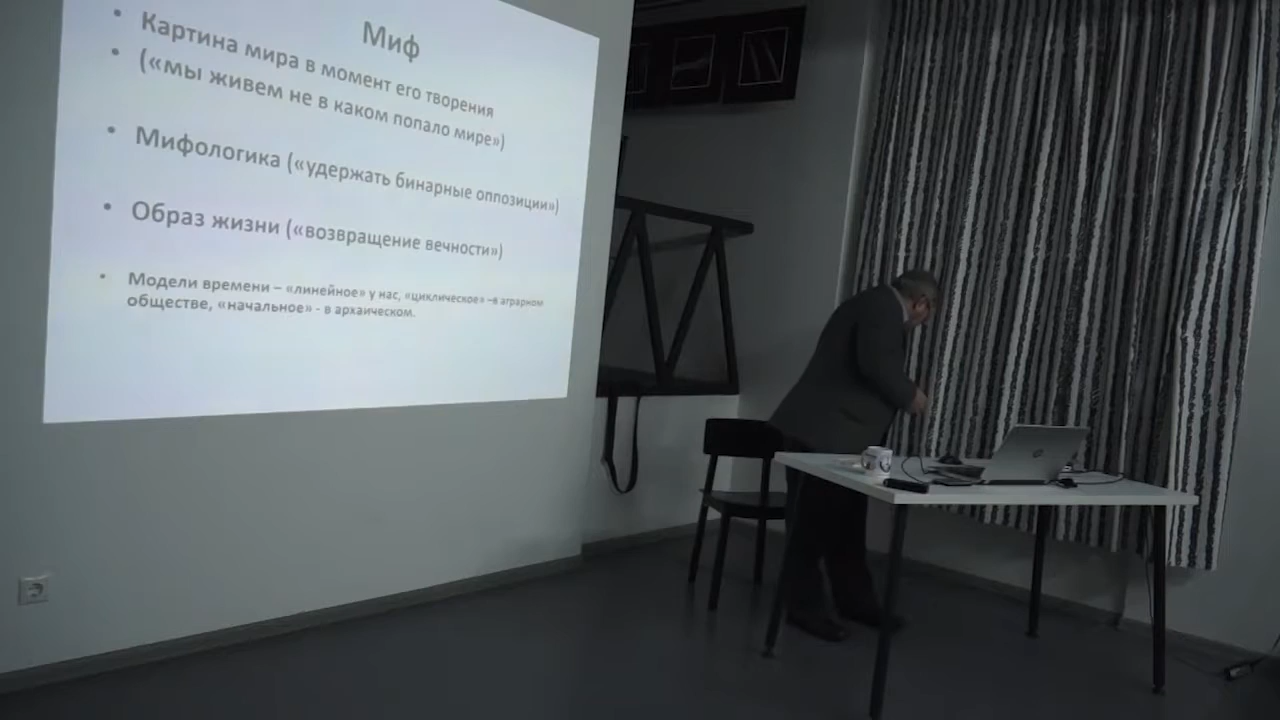 Миф
• Картина мира в момент его творения
• («мы живем не в каком попало мире»)
• Мифологика («удержать бинарные оппозиции»)
• Образ жизни («возвращение вечности»)
• Модели времени – «линейное» у нас, «циклическое» –в аграрном
обществе, «начальное» - в архаическом.